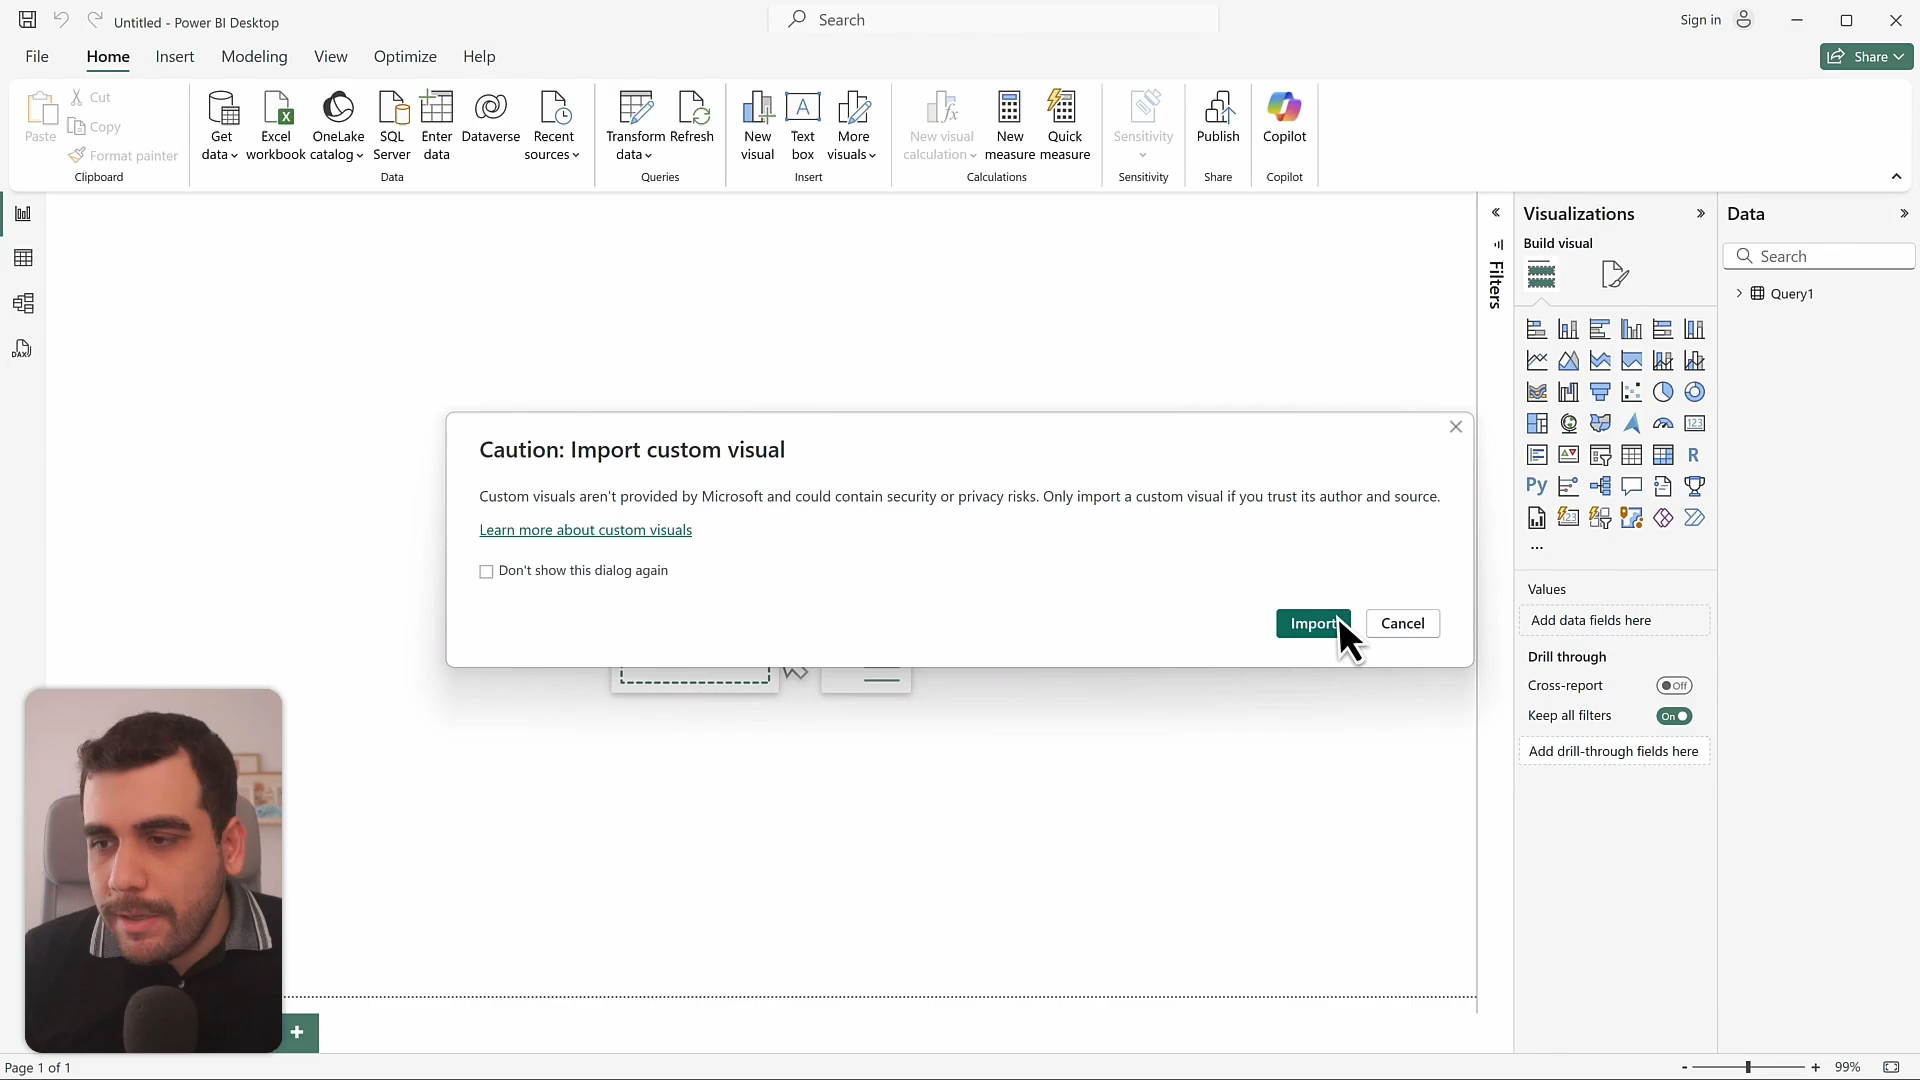 Untitled - Power BI Desktop
Search
Sign in
File
Home
Insert
Modeling
View
Optimize
Help
Share
Paste
Cut
Copy
Format painter
Clipboard
Get data
Excel workbook
OneLake catalog
SQL Server
Enter data
Dataverse
Recent sources
Data
Transform data
Refresh
Queries
New visual
Text box
More visuals
Insert
New visual calculation
New measure
Quick measure
Calculations
Sensitivity
Sensitivity
Publish
Share
Copilot
Copilot
DAX
Filters
Visualizations
Build visual
123
R
Py
123
...
Values
Add data fields here
Drill through
Cross-report
Off
Keep all filters
On
Add drill-through fields here
Data
Search
Query1
Caution: Import custom visual
Custom visuals aren't provided by Microsoft and could contain security or privacy risks. Only import a custom visual if you trust its author and source.
Learn more about custom visuals
Don't show this dialog again
Import
Cancel
+
Page 1 of 1
- + 99%